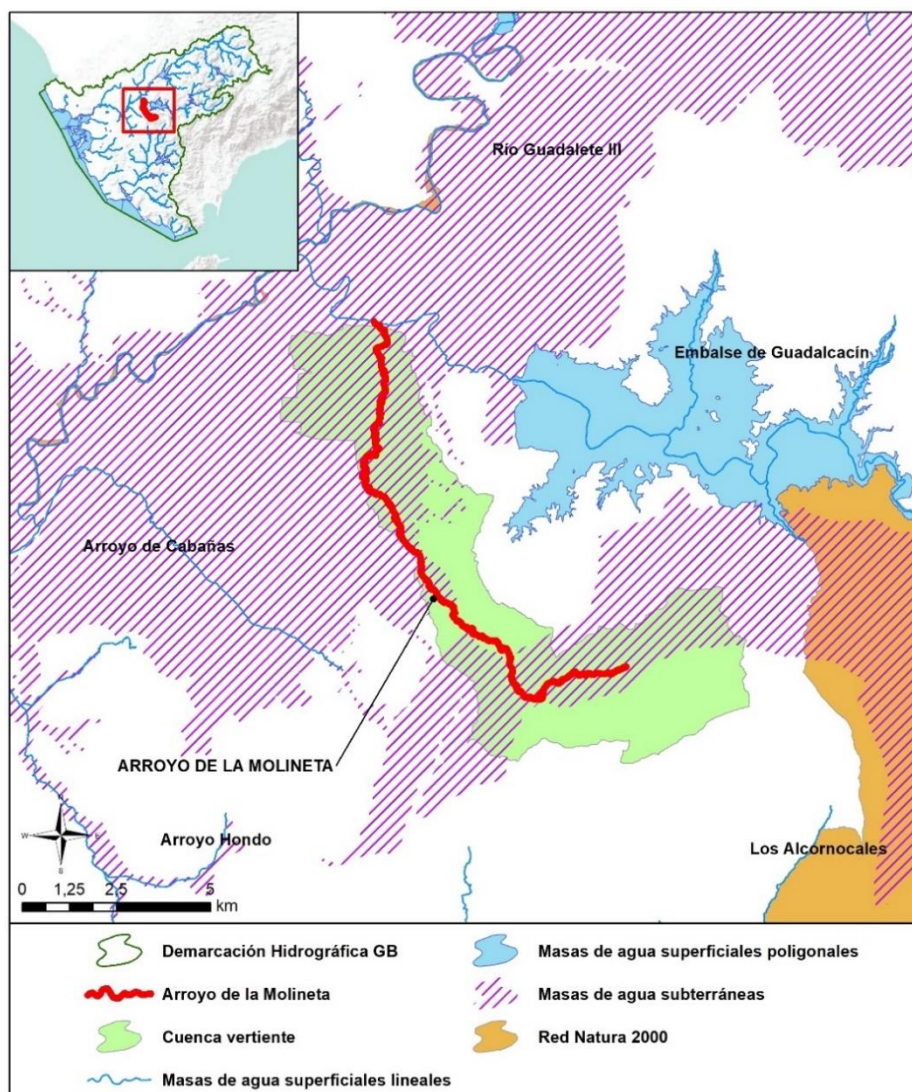 Río Guadalete III
Embalse de Guadalcacín
Arroyo de Cabañas
ARROYO DE LA MOLINETA
Arroyo Hondo
Los Alcornocales
N
W
E
S
0 1,25 2,5 5
km
Demarcación Hidrográfica GB
Masas de agua superficiales poligonales
Arroyo de la Molineta
Masas de agua subterráneas
Cuenca vertiente
Red Natura 2000
Masas de agua superficiales lineales